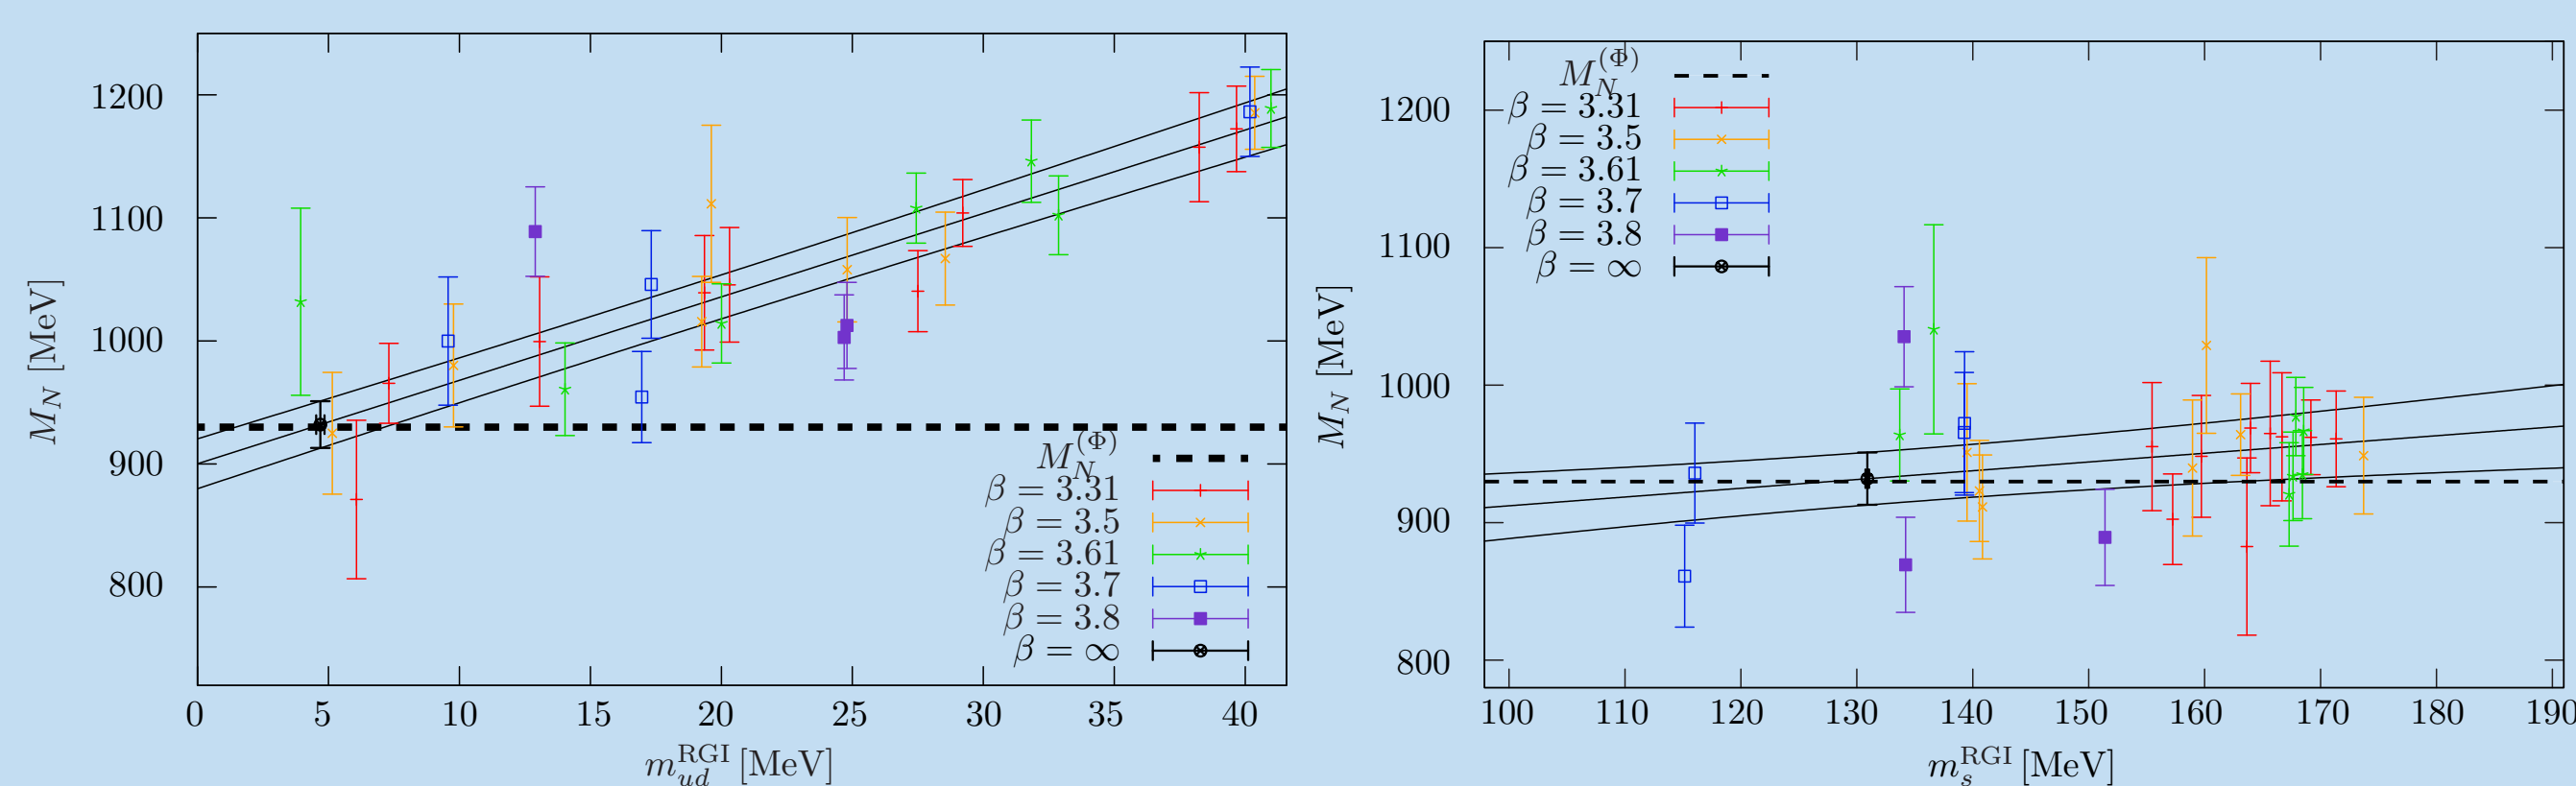 1200
1100
1000
900
800
M_N [MeV]
M_N^{(Φ)}
β = 3.31
β = 3.5
β = 3.61
β = 3.7
β = 3.8
β = ∞
0 5 10 15 20 25 30 35 40
m_{ud}^{RGI} [MeV]
M_N^{(Φ)}
β = 3.31
β = 3.5
β = 3.61
β = 3.7
β = 3.8
β = ∞
1200
1100
1000
900
800
M_N [MeV]
100 110 120 130 140 150 160 170 180 190
m_s^{RGI} [MeV]